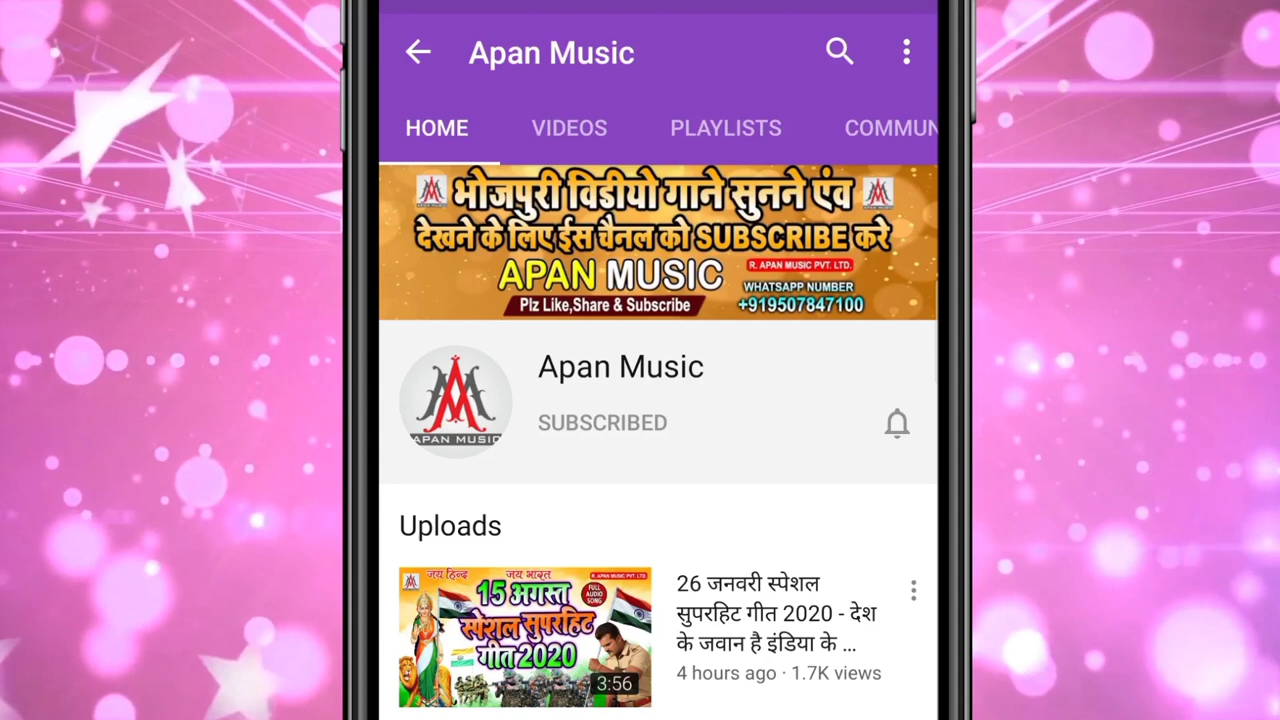 Apan Music
HOME VIDEOS PLAYLISTS COMMUN
भोजपुरी विडीयो गाने सुनने एंव
देखने के लिए ईस चैनल को SUBSCRIBE करे
APAN MUSIC
R. APAN MUSIC PVT. LTD.
WHATSAPP NUMBER
+919507847100
Plz Like,Share & Subscribe
Apan Music
SUBSCRIBED
APAN MUSIC
Uploads
जय हिन्द जय भारत
R. APAN MUSIC PVT. LTD
15 अगस्त
FULL
AUDIO
SONG
स्पेशल सुपरहिट
गीत 2020
3:56
26 जनवरी स्पेशल
सुपरहिट गीत 2020 - देश
के जवान है इंडिया के ...
4 hours ago · 1.7K views